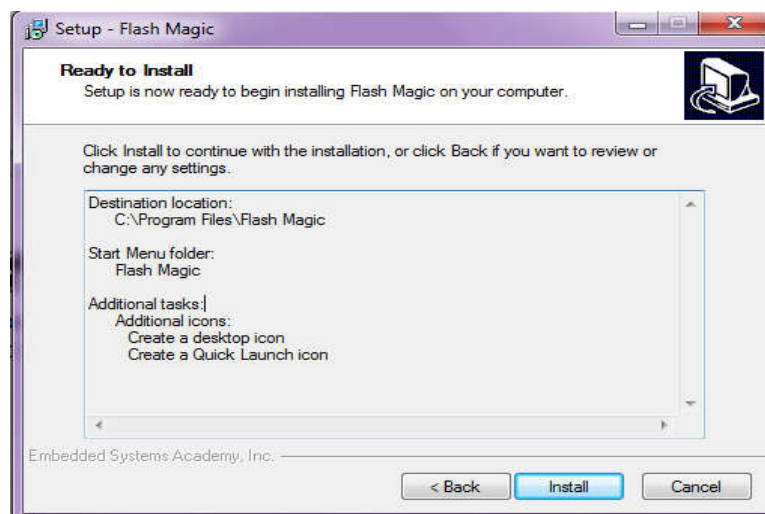 Setup - Flash Magic
Ready to Install
Setup is now ready to begin installing Flash Magic on your computer.
Click Install to continue with the installation, or click Back if you want to review or
change any settings.
Destination location:
C:\Program Files\Flash Magic
Start Menu folder:
Flash Magic
Additional tasks:
Additional icons:
Create a desktop icon
Create a Quick Launch icon
Embedded Systems Academy, Inc.
< Back Install Cancel